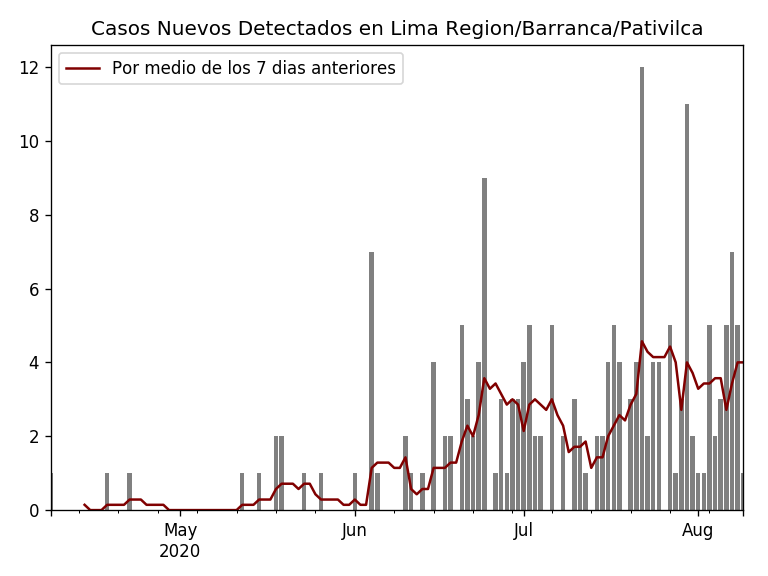 Casos Nuevos Detectados en Lima Region/Barranca/Pativilca
Por medio de los 7 dias anteriores
12
10
8
6
4
2
0
May
2020
Jun
Jul
Aug